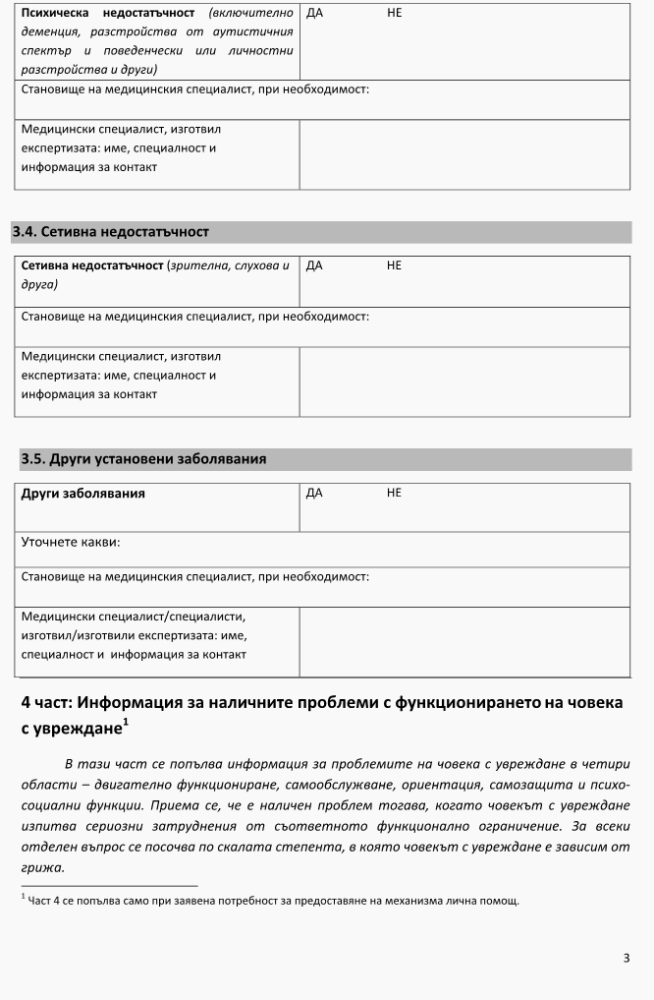 Психическа недостатъчност (включително ДА НЕ
деменция, разстройства от аутистичния
спектър и поведенчески или личностни
разстройства и други)
Становище на медицинския специалист, при необходимост:
Медицински специалист, изготвил
експертизата: име, специалност и
информация за контакт
3.4. Сетивна недостатъчност
Сетивна недостатъчност (зрителна, слухова и ДА НЕ
друга)
Становище на медицинския специалист, при необходимост:
Медицински специалист, изготвил
експертизата: име, специалност и
информация за контакт
3.5. Други установени заболявания
Други заболявания ДА НЕ
Уточнете какви:
Становище на медицинския специалист, при необходимост:
Медицински специалист/специалисти,
изготвил/изготвили експертизата: име,
специалност и информация за контакт
4 част: Информация за наличните проблеми с функционирането на човека
с увреждане1
В тази част се попълва информация за проблемите на човека с увреждане в четири
области – двигателно функциониране, самообслужване, ориентация, самозащита и психо-
социални функции. Приема се, че е наличен проблем тогава, когато човекът с увреждане
изпитва сериозни затруднения от съответното функционално ограничение. За всеки
отделен въпрос се посочва по скалата степента, в която човекът с увреждане е зависим от
грижа.
1 Част 4 се попълва само при заявена потребност за предоставяне на механизма лична помощ.
3